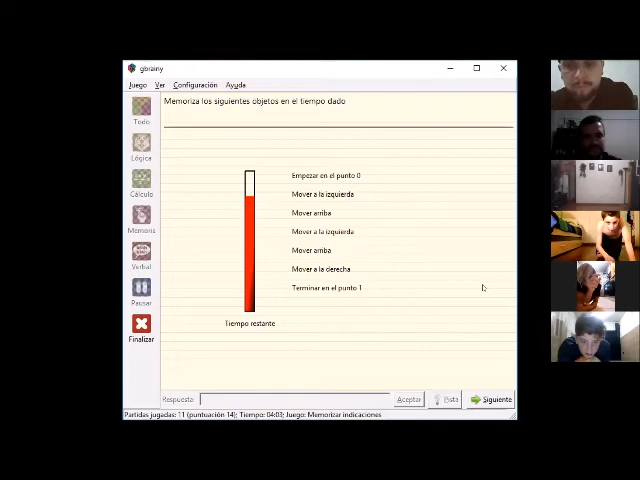 gbrainy
Juego Ver Configuración Ayuda
Memoriza los siguientes objetos en el tiempo dado
Todo
Lógica
Cálculo
Memoria
Verbal
Pausar
Finalizar
Empezar en el punto 0
Mover a la izquierda
Mover arriba
Mover a la izquierda
Mover arriba
Mover a la derecha
Terminar en el punto 1
Tiempo restante
Respuesta: Aceptar Pista Siguiente
Partidas jugadas: 11 (puntuación 14); Tiempo: 04:03; Juego: Memorizar indicaciones